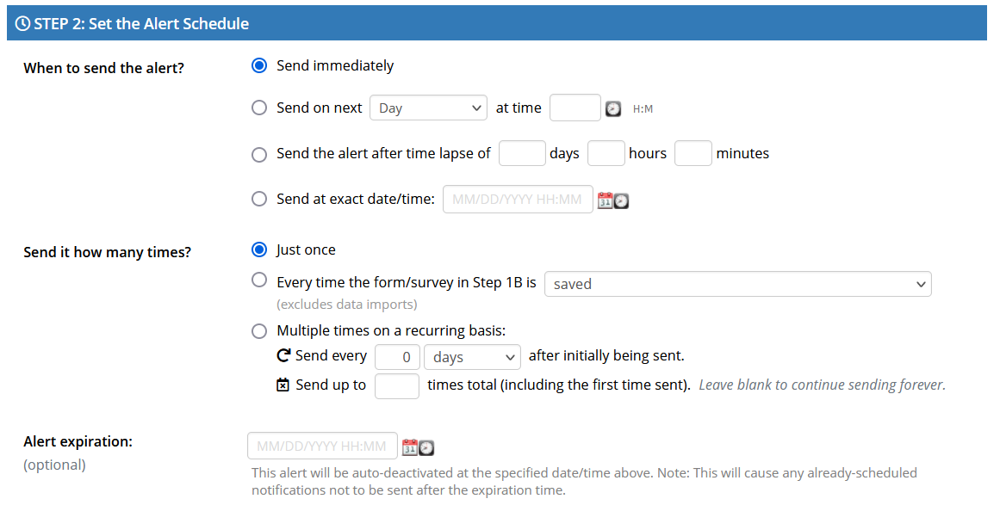 STEP 2: Set the Alert Schedule
When to send the alert?
Send immediately
Send on next Day at time H:M
Send the alert after time lapse of days hours minutes
Send at exact date/time: MM/DD/YYYY HH:MM 31
Send it how many times?
Just once
Every time the form/survey in Step 1B is saved
(excludes data imports)
Multiple times on a recurring basis:
Send every 0 days after initially being sent.
Send up to times total (including the first time sent). Leave blank to continue sending forever.
Alert expiration:
(optional)
MM/DD/YYYY HH:MM 31
This alert will be auto-deactivated at the specified date/time above. Note: This will cause any already-scheduled
notifications not to be sent after the expiration time.